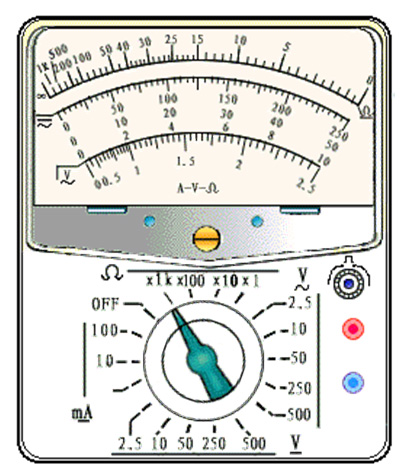 ∞ 1k 500 200 100 50 40 30 25 15 10 5 0 Ω
0 50 100 150 200 250
0 10 20 30 40 50
0 2 4 6 8 10
V
0 0.5 1 1.5 2 2.5
A-V-Ω
Ω ×1k ×100 ×10 ×1 V
OFF 2.5
100 10
10 50
250
mA 500
2.5 10 50 250 500 V